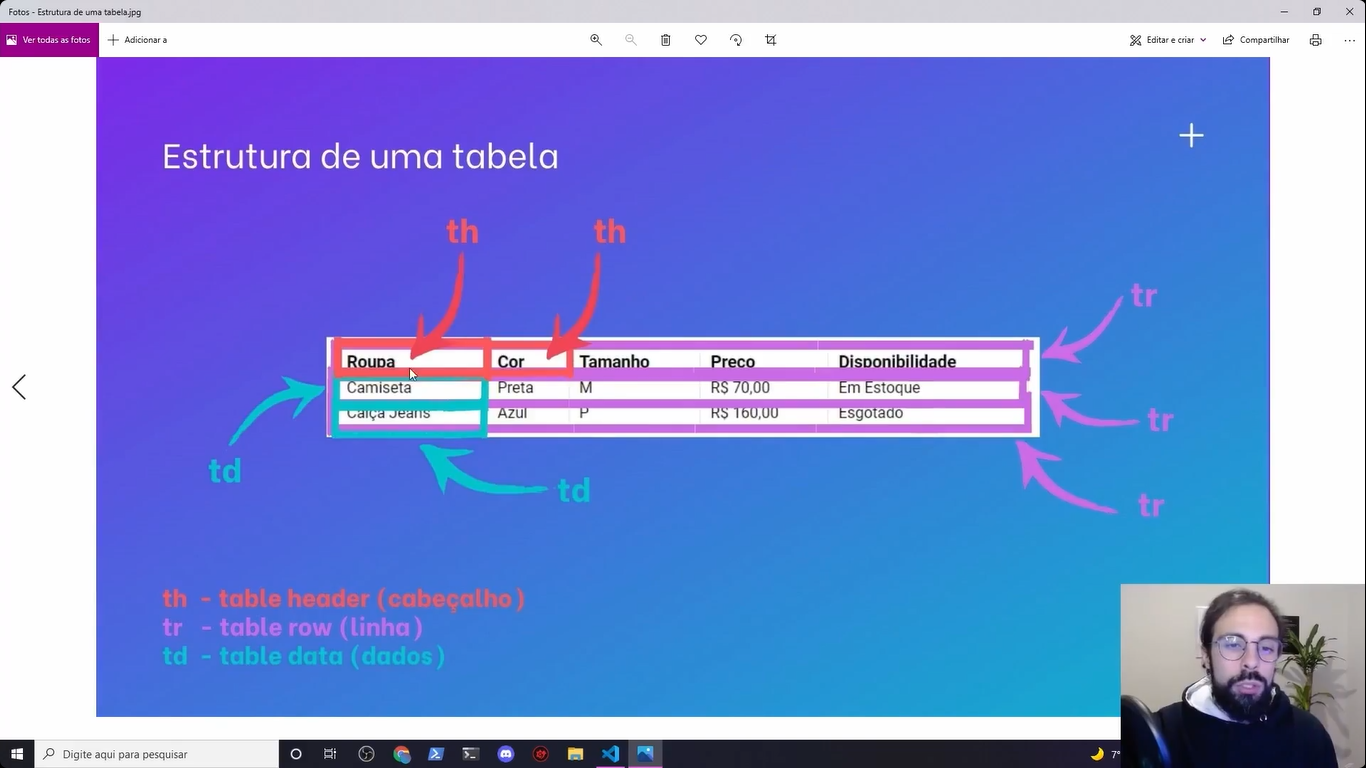 Fotos - Estrutura de uma tabela.jpg
Ver todas as fotos
Adicionar a
Editar e criar
Compartilhar
Estrutura de uma tabela
th th
tr
Roupa Cor Tamanho Preço Disponibilidade
Camiseta Preta M R$ 70,00 Em Estoque
Calça Jeans Azul P R$ 160,00 Esgotado
tr
td
td
tr
th - table header (cabeçalho)
tr - table row (linha)
td - table data (dados)
Digite aqui para pesquisar
7°